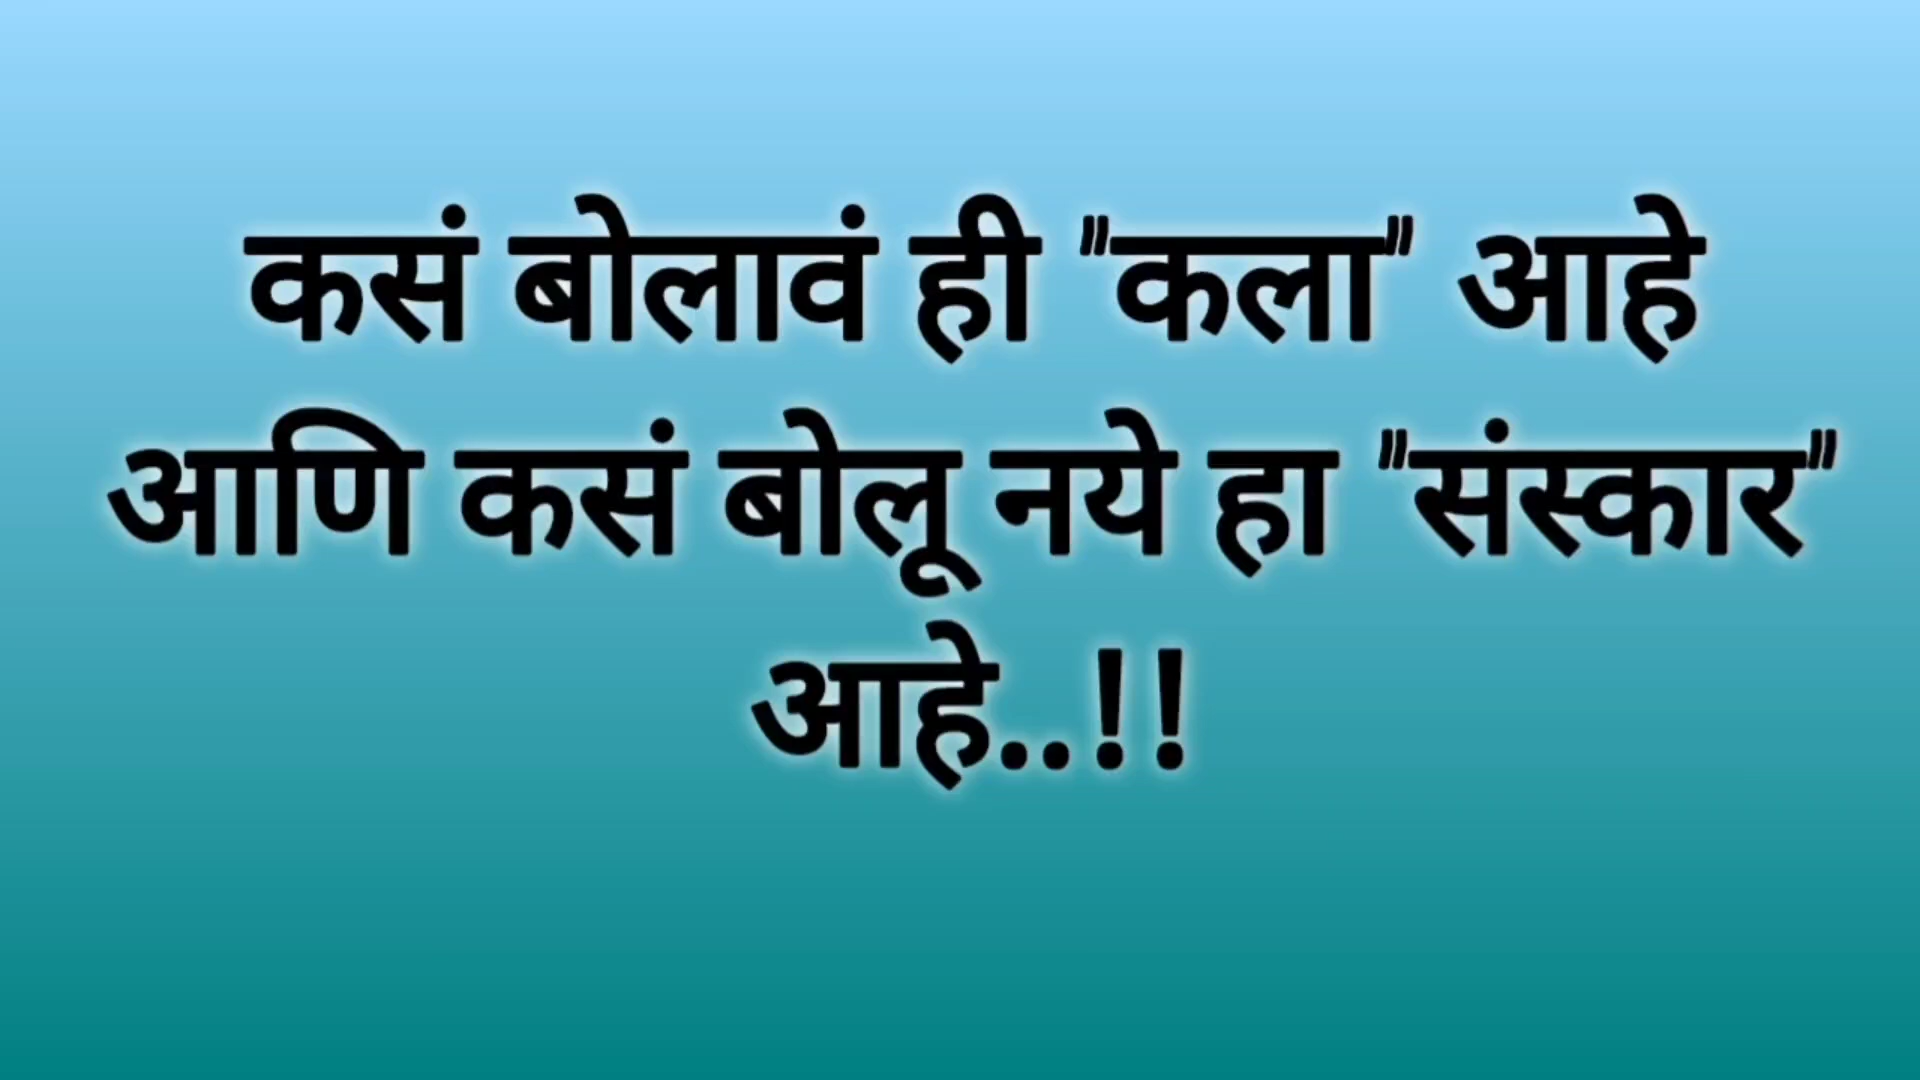 कसं बोलावं ही "कला" आहे
आणि कसं बोलू नये हा "संस्कार"
आहे..!!